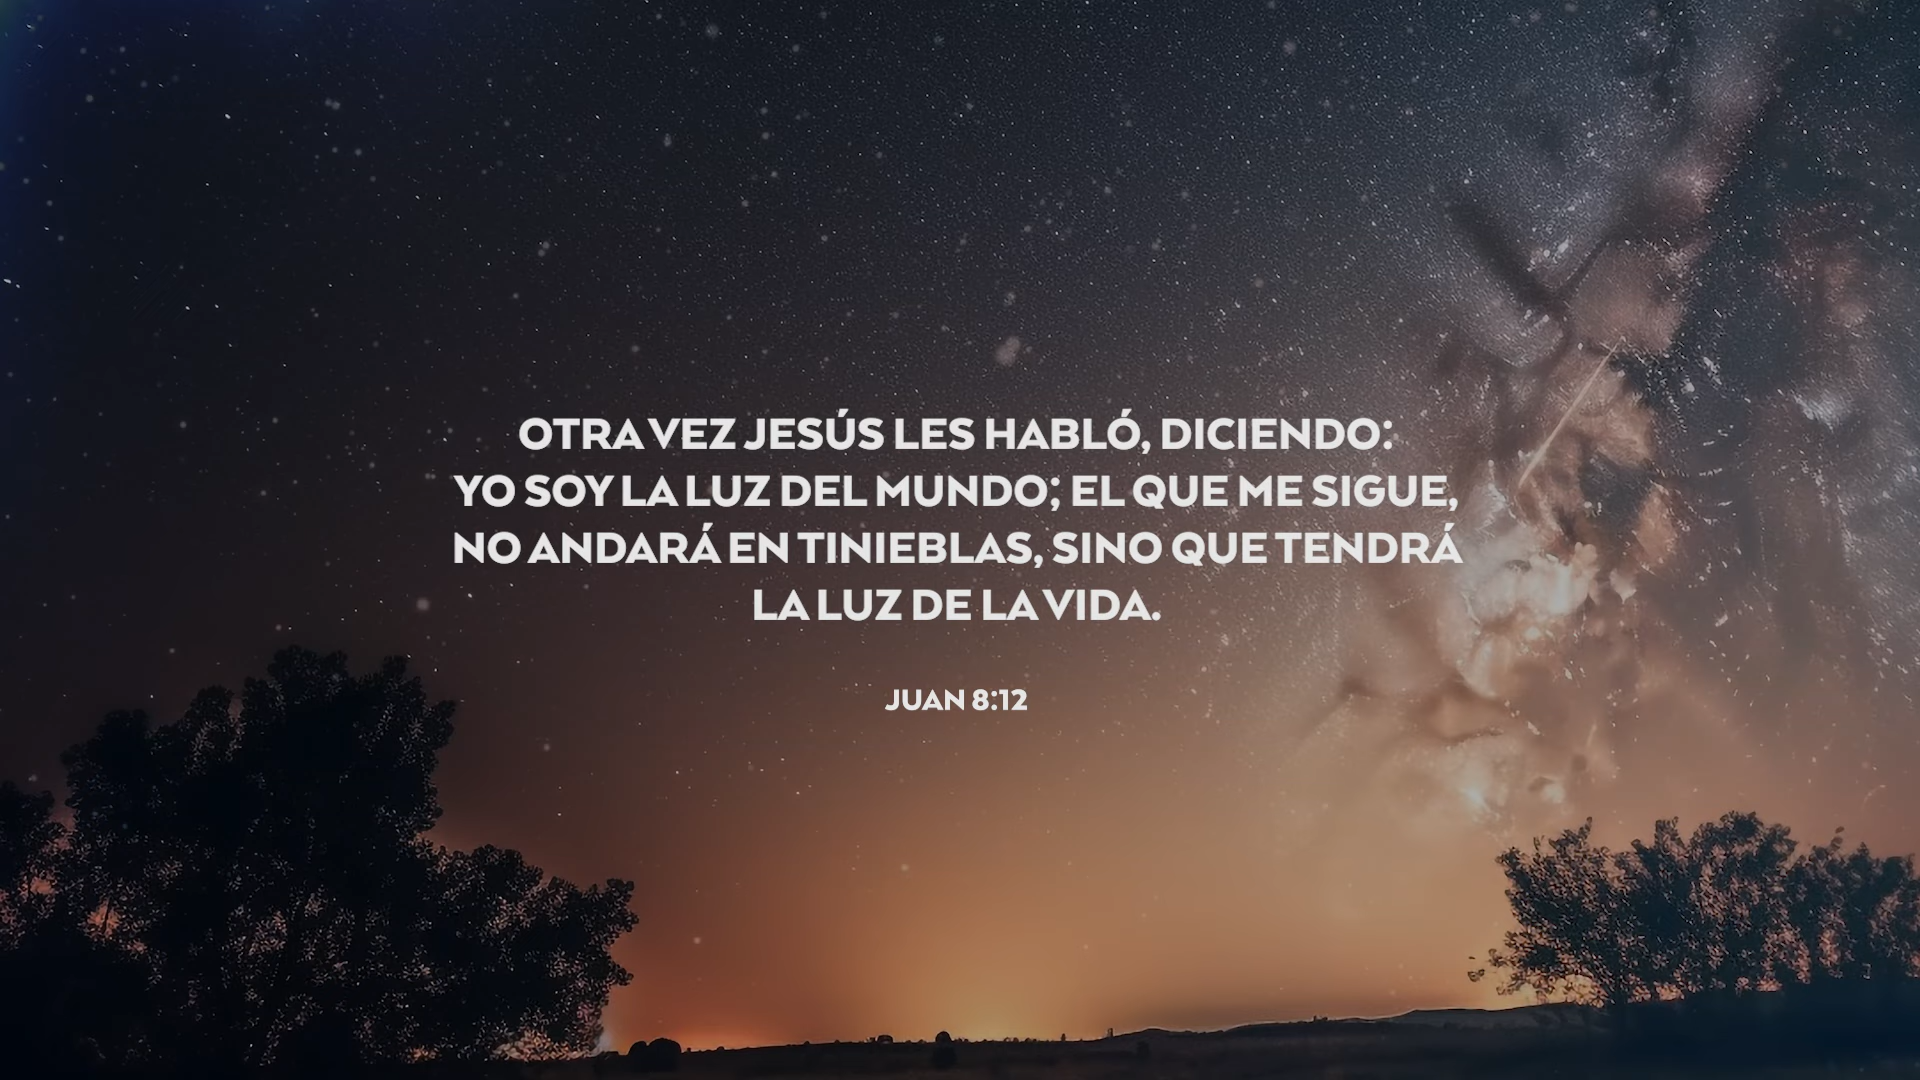 OTRA VEZ JESÚS LES HABLÓ, DICIENDO:
YO SOY LA LUZ DEL MUNDO; EL QUE ME SIGUE,
NO ANDARÁ EN TINIEBLAS, SINO QUE TENDRÁ
LA LUZ DE LA VIDA.
JUAN 8:12